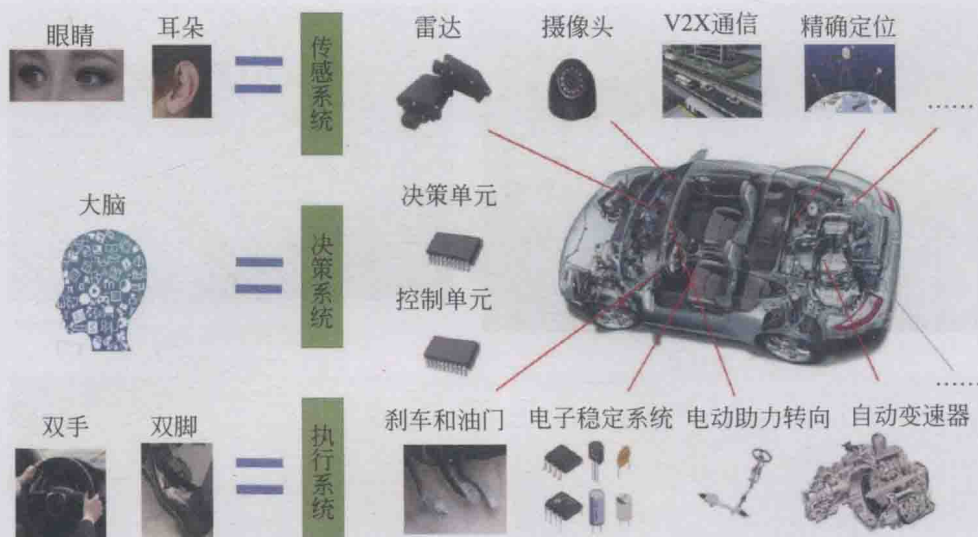 眼睛 耳朵
传感系统
雷达 摄像头 V2X通信 精确定位
……
大脑
决策系统
决策单元
控制单元
……
双手 双脚
执行系统
刹车和油门 电子稳定系统 电动助力转向 自动变速器